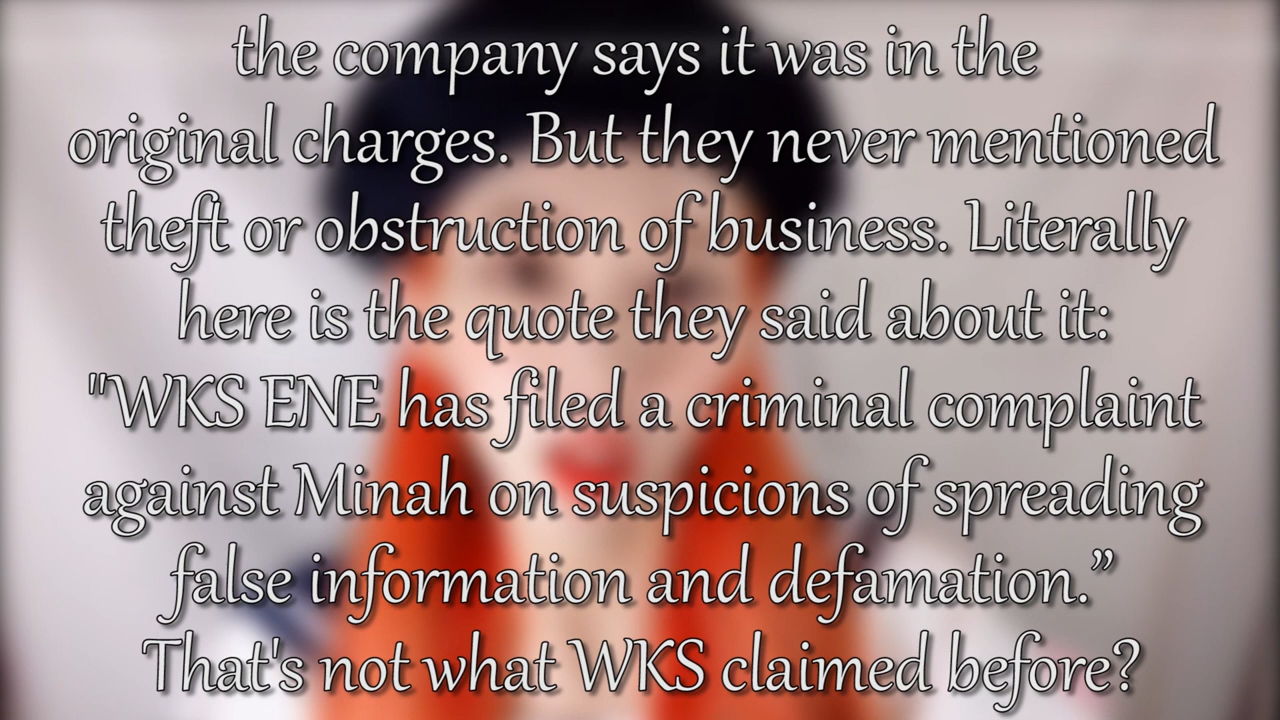 the company says it was in the
original charges. But they never mentioned
theft or obstruction of business. Literally
here is the quote they said about it:
"WKS ENE has filed a criminal complaint
against Minah on suspicions of spreading
false information and defamation.”
That's not what WKS claimed before?